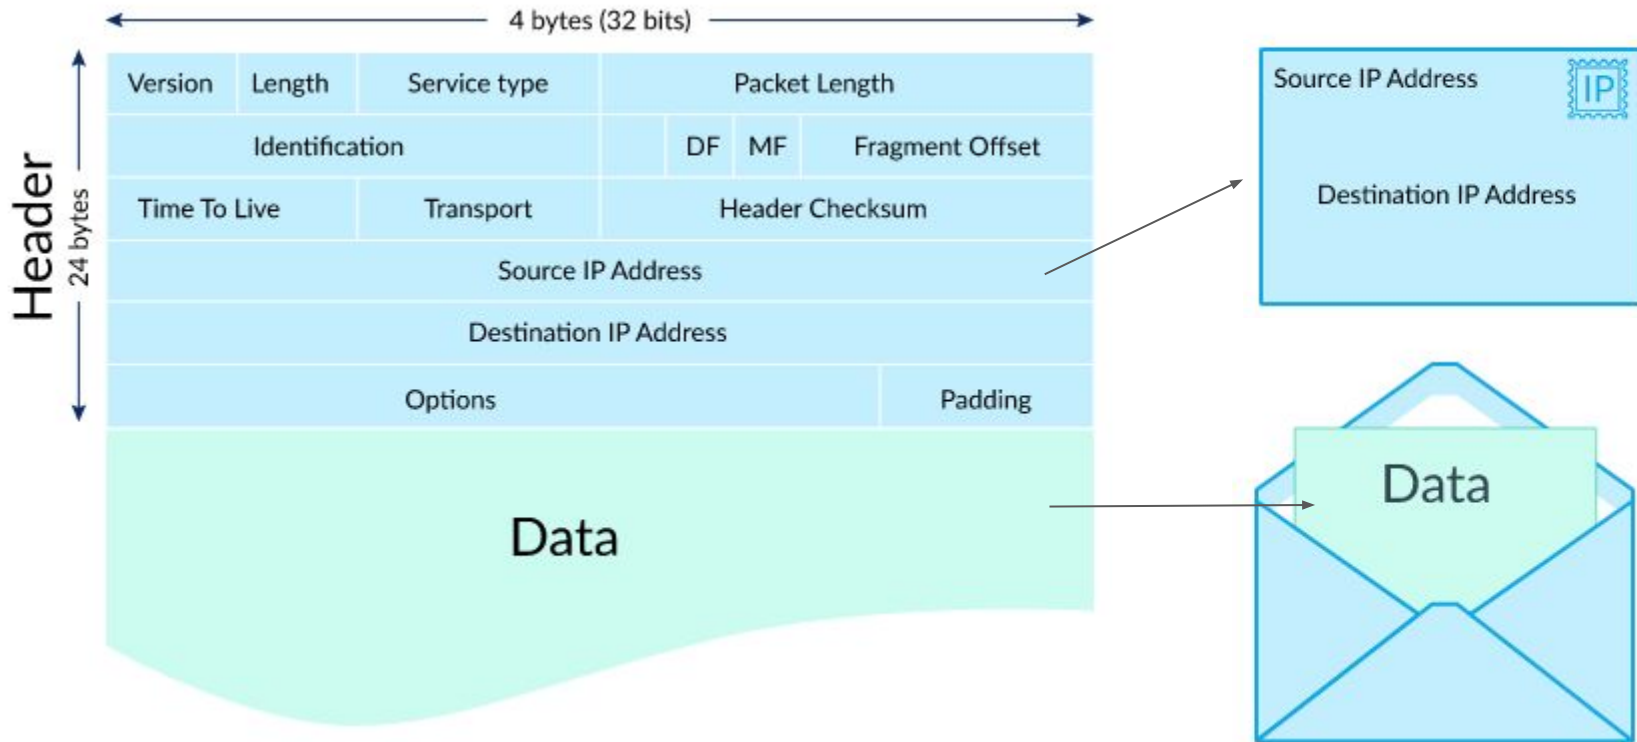 4 bytes (32 bits)
Header
24 bytes
Version Length Service type Packet Length
Identification DF MF Fragment Offset
Time To Live Transport Header Checksum
Source IP Address
Destination IP Address
Options Padding
Data
Source IP Address IP
Destination IP Address
Data